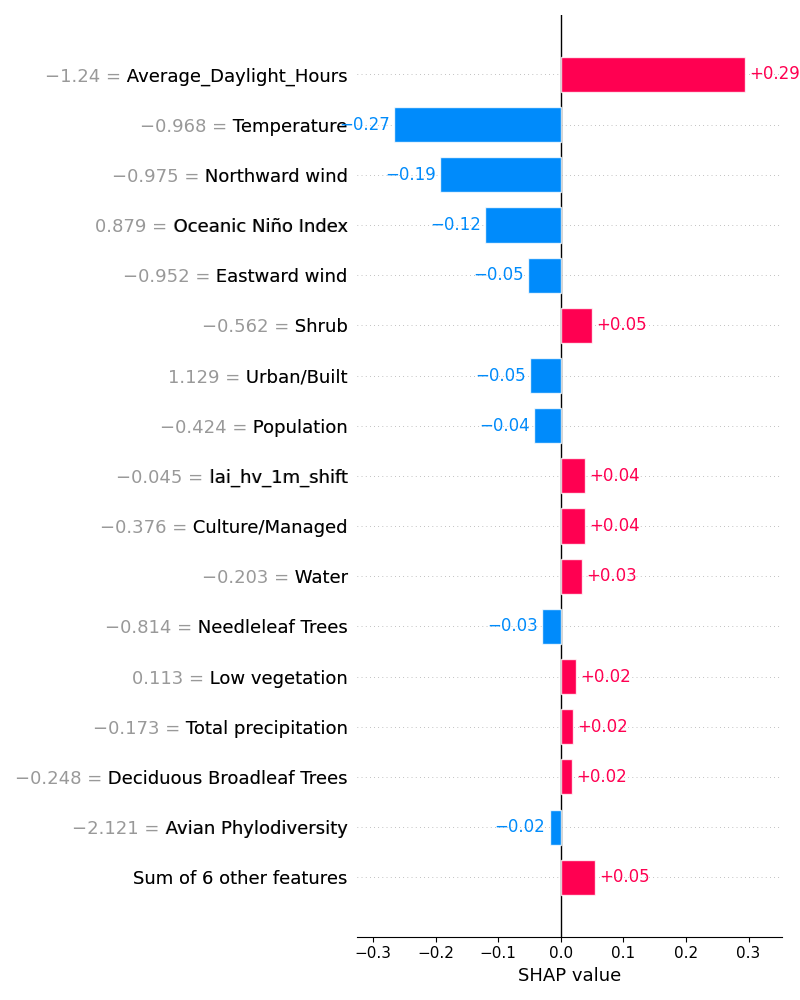 −1.24 = Average_Daylight_Hours +0.29
−0.968 = Temperature −0.27
−0.975 = Northward wind −0.19
0.879 = Oceanic Niño Index −0.12
−0.952 = Eastward wind −0.05
−0.562 = Shrub +0.05
1.129 = Urban/Built −0.05
−0.424 = Population −0.04
−0.045 = lai_hv_1m_shift +0.04
−0.376 = Culture/Managed +0.04
−0.203 = Water +0.03
−0.814 = Needleleaf Trees −0.03
0.113 = Low vegetation +0.02
−0.173 = Total precipitation +0.02
−0.248 = Deciduous Broadleaf Trees +0.02
−2.121 = Avian Phylodiversity −0.02
Sum of 6 other features +0.05
−0.3 −0.2 −0.1 0.0 0.1 0.2 0.3
SHAP value